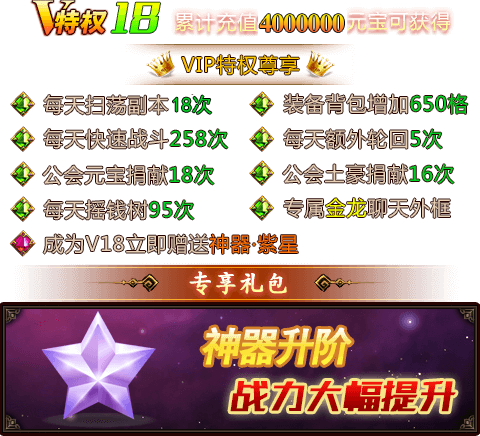 V特权18 累计充值4000000元宝可获得
VIP特权尊享
每天扫荡副本18次 装备背包增加650格
每天快速战斗258次 每天额外轮回5次
公会元宝捐献18次 公会土豪捐献16次
每天摇钱树95次 专属金龙聊天外框
成为V18立即赠送神器·紫星
专享礼包
神器升阶
战力大幅提升